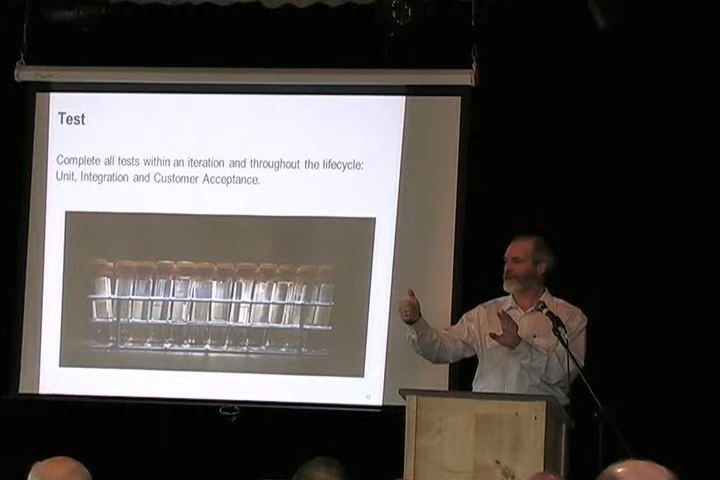 Test
Complete all tests within an iteration and throughout the lifecycle:
Unit, Integration and Customer Acceptance.